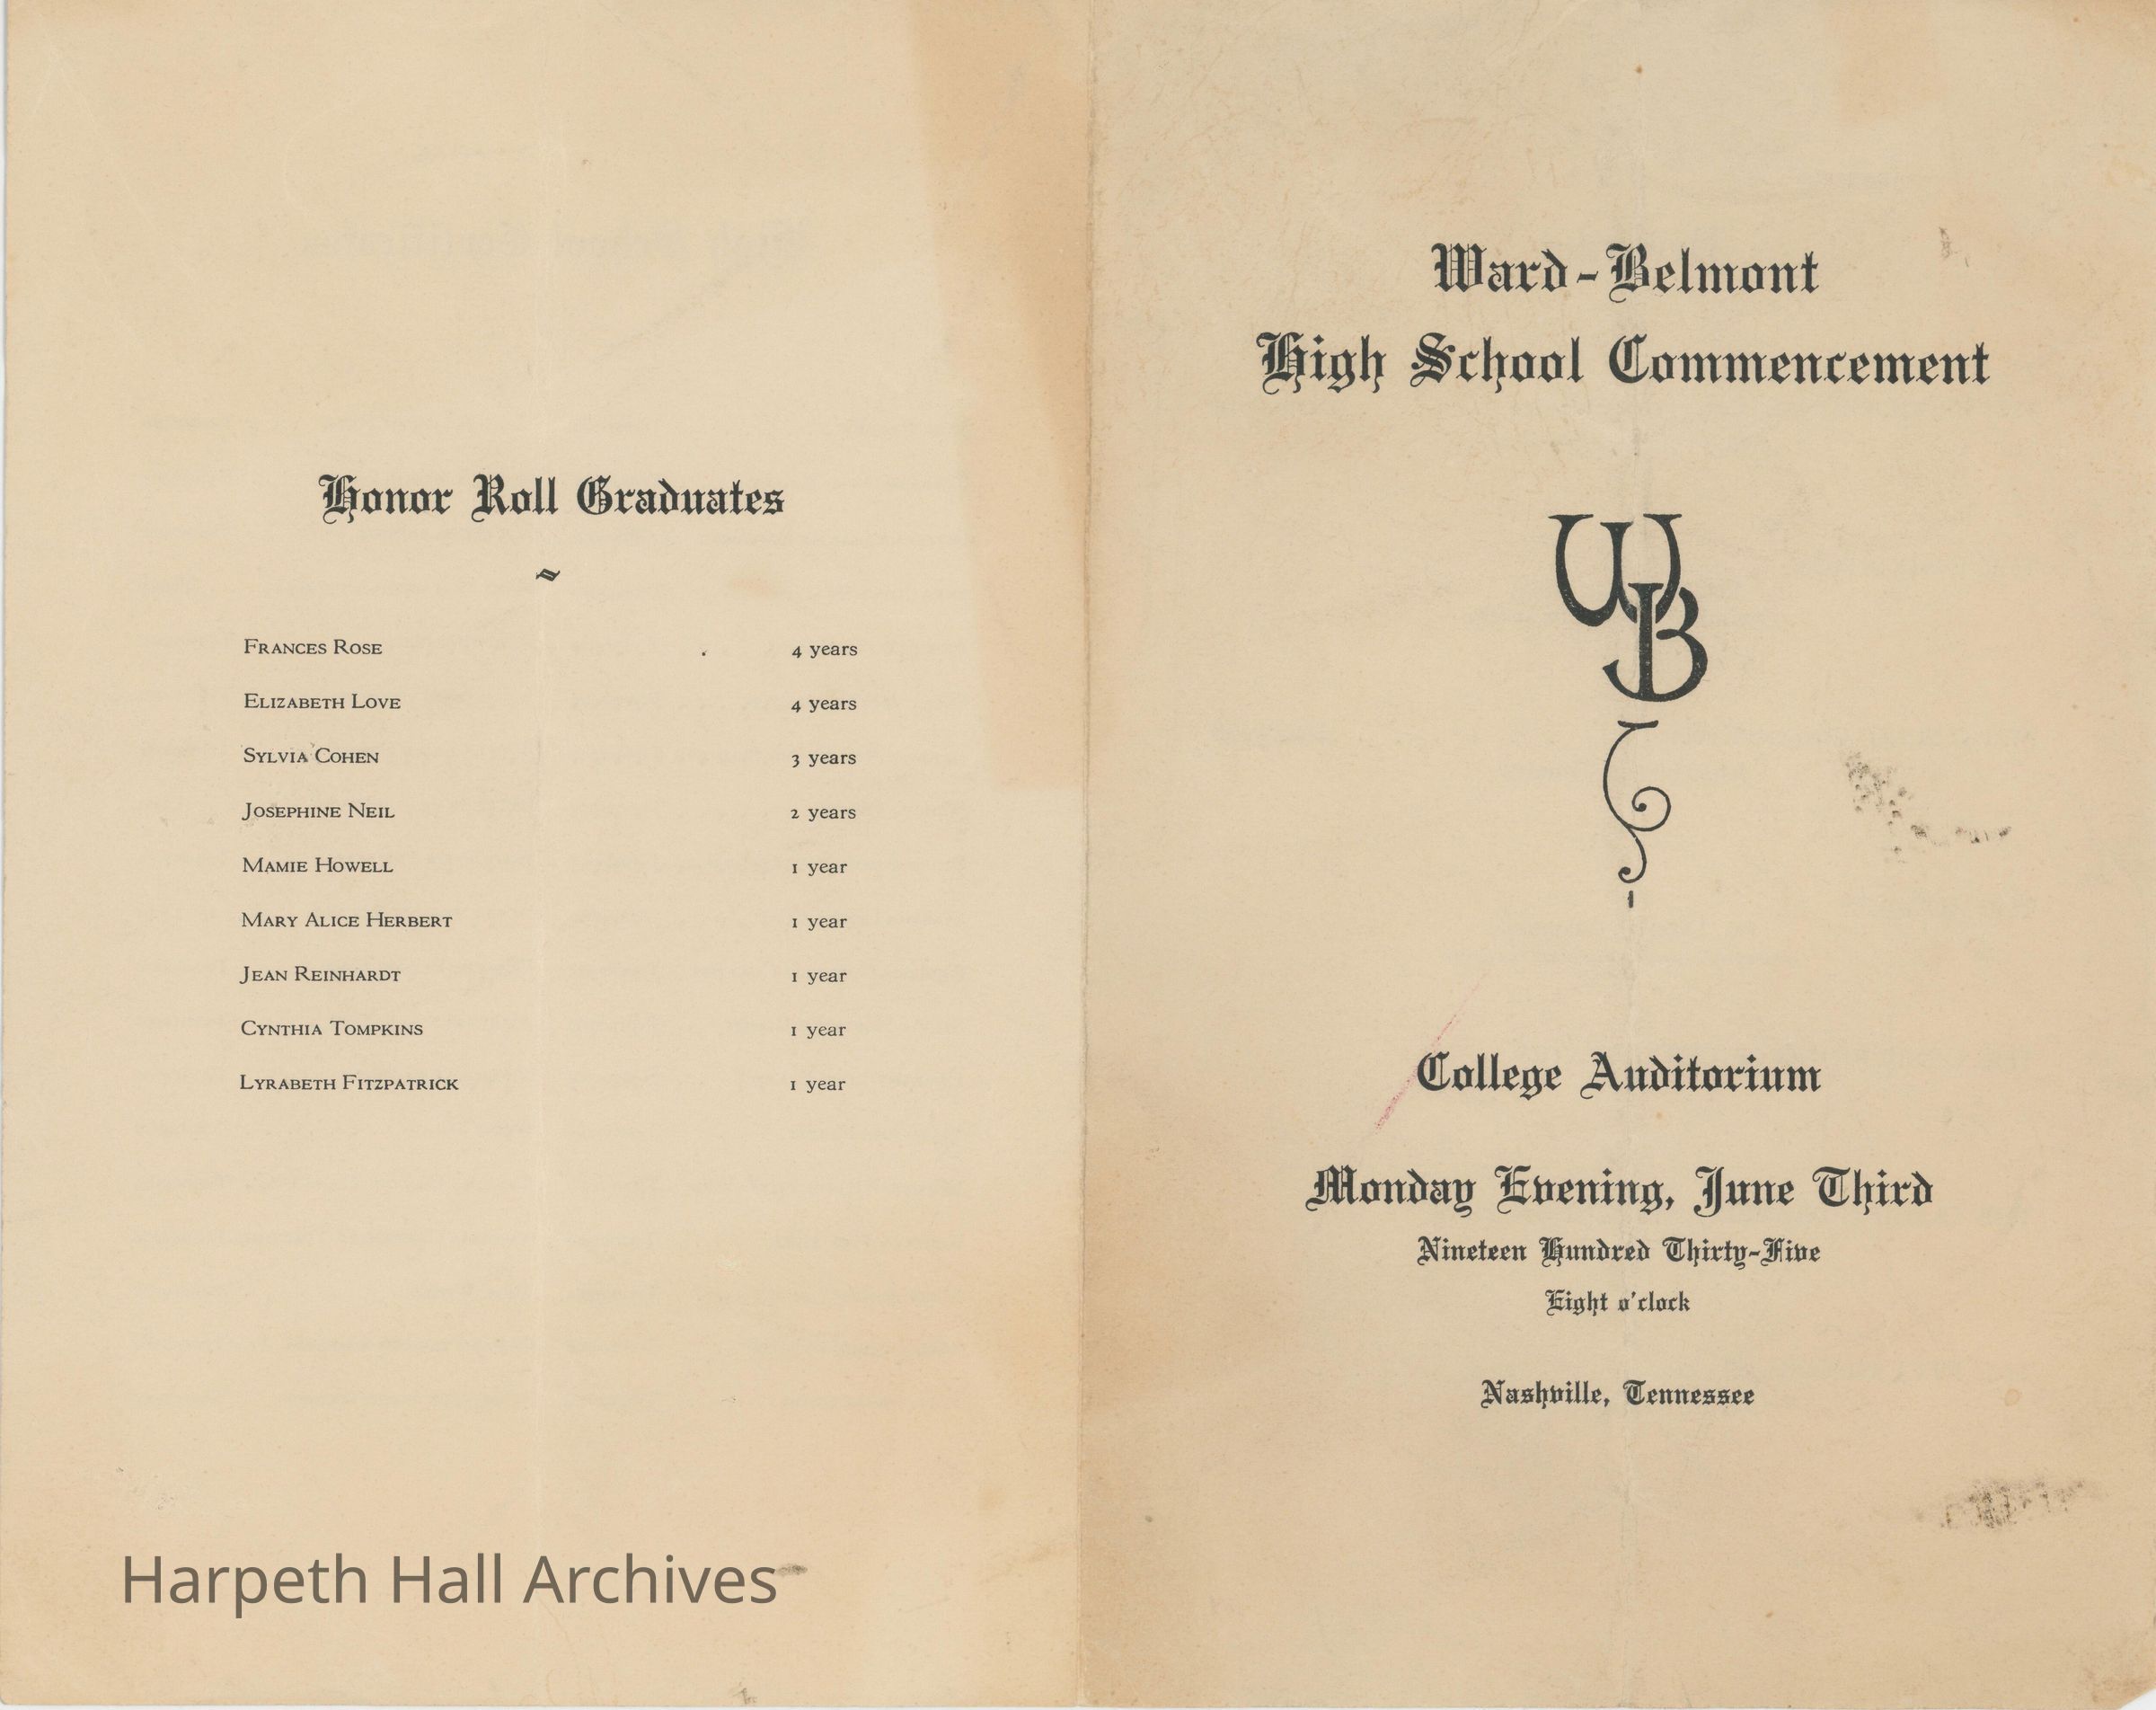 Honor Roll Graduates
Frances Rose 4 years
Elizabeth Love 4 years
Sylvia Cohen 3 years
Josephine Neil 2 years
Mamie Howell 1 year
Mary Alice Herbert 1 year
Jean Reinhardt 1 year
Cynthia Tompkins 1 year
Lyrabeth Fitzpatrick 1 year
Harpeth Hall Archives
Ward-Belmont
High School Commencement
WB
College Auditorium
Monday Evening, June Third
Nineteen Hundred Thirty-Five
Eight o'clock
Nashville, Tennessee